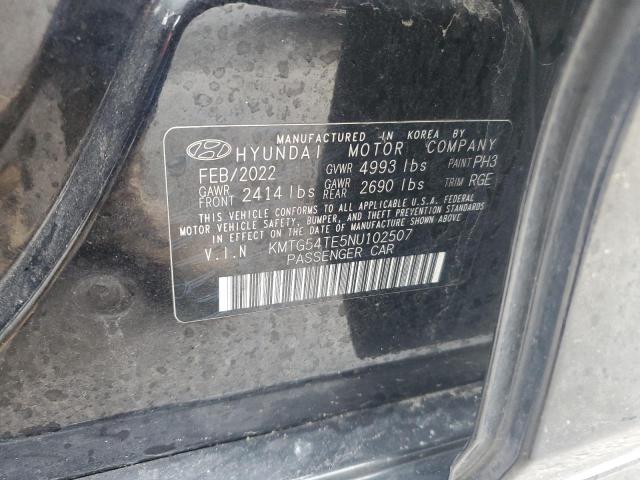 MANUFACTURED IN KOREA BY
HYUNDAI MOTOR COMPANY
FEB/2022 GVWR 4993 lbs PAINT PH3
GAWR FRONT 2414 lbs GAWR REAR 2690 lbs TRIM RGE
THIS VEHICLE CONFORMS TO ALL APPLICABLE U.S.A. FEDERAL
MOTOR VEHICLE SAFETY, BUMPER, AND THEFT PREVENTION STANDARDS
IN EFFECT ON THE DATE OF MANUFACTURE SHOWN ABOVE.
V.I.N KMTG54TE5NU102507
PASSENGER CAR